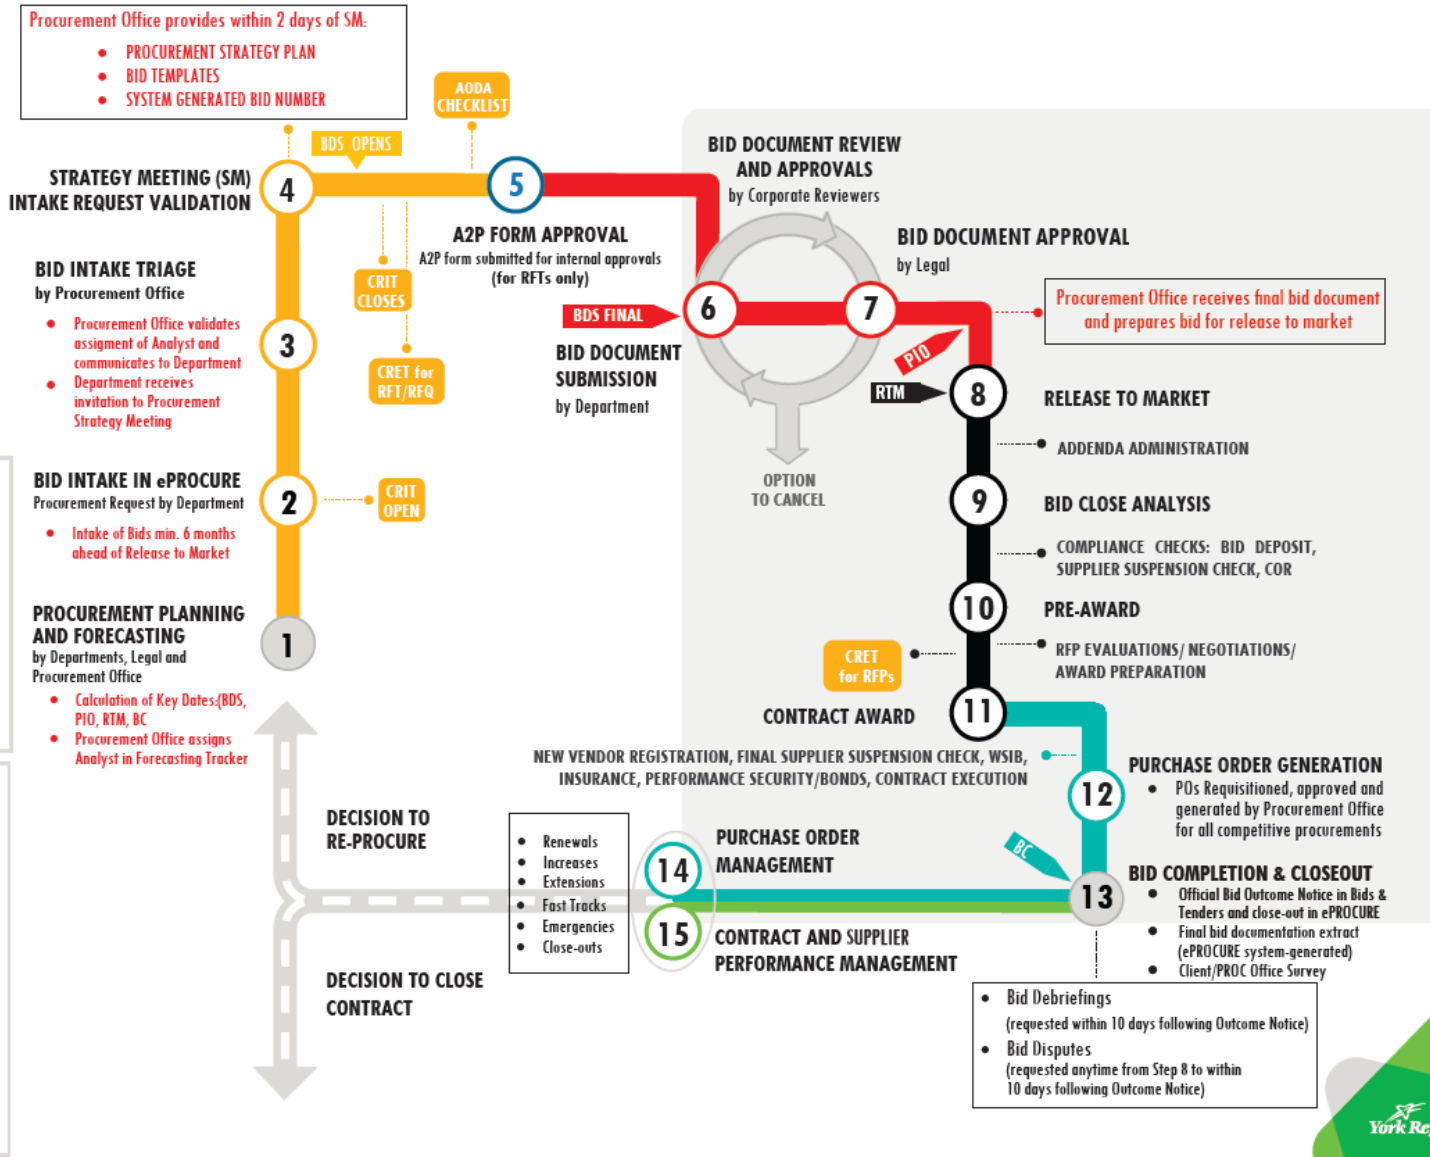 Procurement Office provides within 2 days of SM:
• PROCUREMENT STRATEGY PLAN
• BID TEMPLATES
• SYSTEM GENERATED BID NUMBER
AODA
CHECKLIST
BDS OPENS
STRATEGY MEETING (SM)
INTAKE REQUEST VALIDATION
4
5
A2P FORM APPROVAL
A2P form submitted for internal approvals
(for RFTs only)
CRIT
CLOSES
CRET for
RFT/RFQ
BID INTAKE TRIAGE
by Procurement Office
• Procurement Office validates
assigment of Analyst and
communicates to Department
• Department receives
invitation to Procurement
Strategy Meeting
3
BID INTAKE IN ePROCURE
Procurement Request by Department
• Intake of Bids min. 6 months
ahead of Release to Market
2
CRIT
OPEN
PROCUREMENT PLANNING
AND FORECASTING
by Departments, Legal and
Procurement Office
• Calculation of Key Dates:(BDS,
PIO, RTM, BC
• Procurement Office assigns
Analyst in Forecasting Tracker
1
BID DOCUMENT REVIEW
AND APPROVALS
by Corporate Reviewers
BID DOCUMENT APPROVAL
by Legal
BDS FINAL
6
7
BID DOCUMENT
SUBMISSION
by Department
Procurement Office receives final bid document
and prepares bid for release to market
PIO
RTM
8
RELEASE TO MARKET
ADDENDA ADMINISTRATION
OPTION
TO CANCEL
9
BID CLOSE ANALYSIS
COMPLIANCE CHECKS: BID DEPOSIT,
SUPPLIER SUSPENSION CHECK, COR
10
PRE-AWARD
RFP EVALUATIONS/ NEGOTIATIONS/
AWARD PREPARATION
CRET
for RFPs
CONTRACT AWARD
11
NEW VENDOR REGISTRATION, FINAL SUPPLIER SUSPENSION CHECK, WSIB,
INSURANCE, PERFORMANCE SECURITY/BONDS, CONTRACT EXECUTION
12
PURCHASE ORDER GENERATION
• POs Requisitioned, approved and
generated by Procurement Office
for all competitive procurements
BC
13
BID COMPLETION & CLOSEOUT
• Official Bid Outcome Notice in Bids &
Tenders and close-out in ePROCURE
• Final bid documentation extract
(ePROCURE system-generated)
• Client/PROC Office Survey
• Bid Debriefings
(requested within 10 days following Outcome Notice)
• Bid Disputes
(requested anytime from Step 8 to within
10 days following Outcome Notice)
14
PURCHASE ORDER
MANAGEMENT
15
CONTRACT AND SUPPLIER
PERFORMANCE MANAGEMENT
• Renewals
• Increases
• Extensions
• Fast Tracks
• Emergencies
• Close-outs
DECISION TO
RE-PROCURE
DECISION TO CLOSE
CONTRACT
York Re